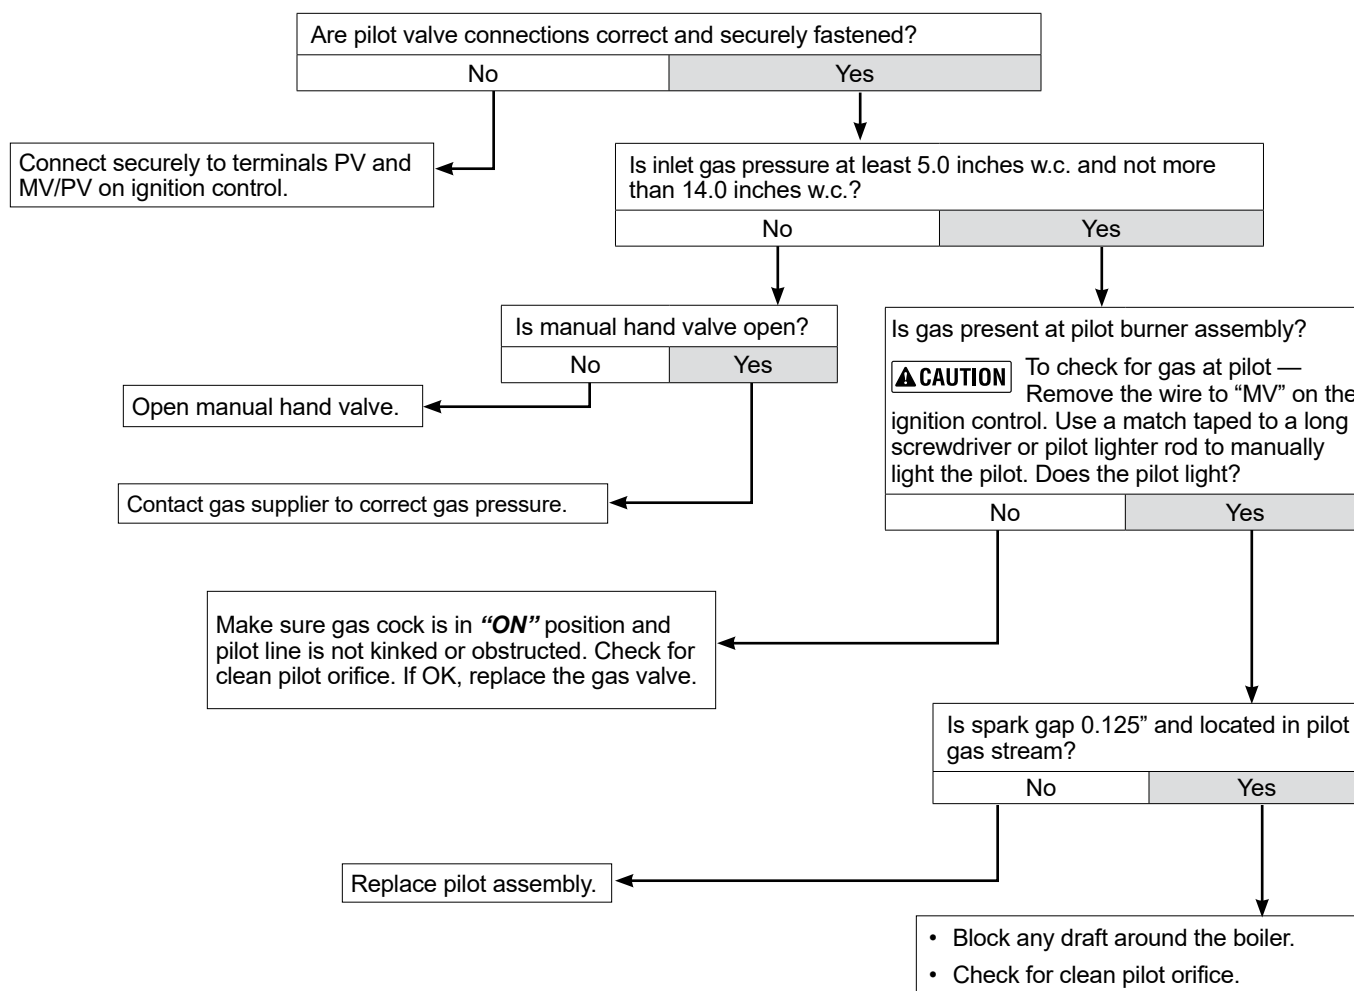 Are pilot valve connections correct and securely fastened?
No
Yes
Connect securely to terminals PV and
MV/PV on ignition control.
Is inlet gas pressure at least 5.0 inches w.c. and not more
than 14.0 inches w.c.?
No
Yes
Is manual hand valve open?
No
Yes
Open manual hand valve.
Contact gas supplier to correct gas pressure.
Is gas present at pilot burner assembly?
CAUTION To check for gas at pilot —
Remove the wire to “MV” on the
ignition control. Use a match taped to a long
screwdriver or pilot lighter rod to manually
light the pilot. Does the pilot light?
No
Yes
Make sure gas cock is in “ON” position and
pilot line is not kinked or obstructed. Check for
clean pilot orifice. If OK, replace the gas valve.
Is spark gap 0.125” and located in pilot
gas stream?
No
Yes
Replace pilot assembly.
• Block any draft around the boiler.
• Check for clean pilot orifice.